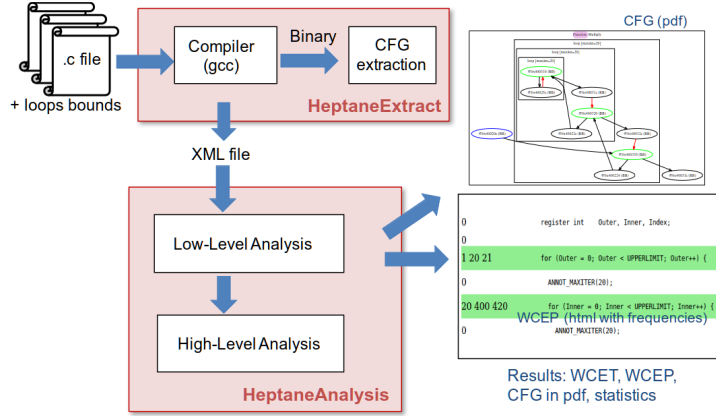 .c file
+ loops bounds
Compiler
(gcc)
Binary
CFG
extraction
HeptaneExtract
XML file
Low-Level Analysis
High-Level Analysis
HeptaneAnalysis
CFG (pdf)
0 register int Outer, Inner, Index;
0
1 20 21 for (Outer = 0; Outer < UPPERLIMIT; Outer++) {
0 ANNOT_MAXITER(20);
20 400 420 for (Inner = 0; Inner < UPPERLIMIT; Inner++) {
WCEP (html with frequencies)
0 ANNOT_MAXITER(20);
Results: WCET, WCEP,
CFG in pdf, statistics